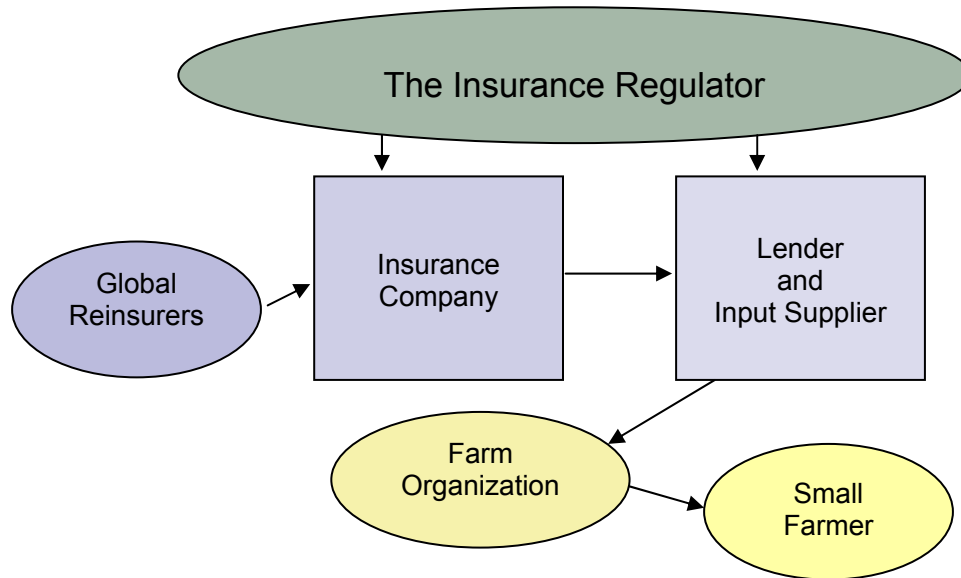 The Insurance Regulator
Global
Reinsurers
Insurance
Company
Lender
and
Input Supplier
Farm
Organization
Small
Farmer